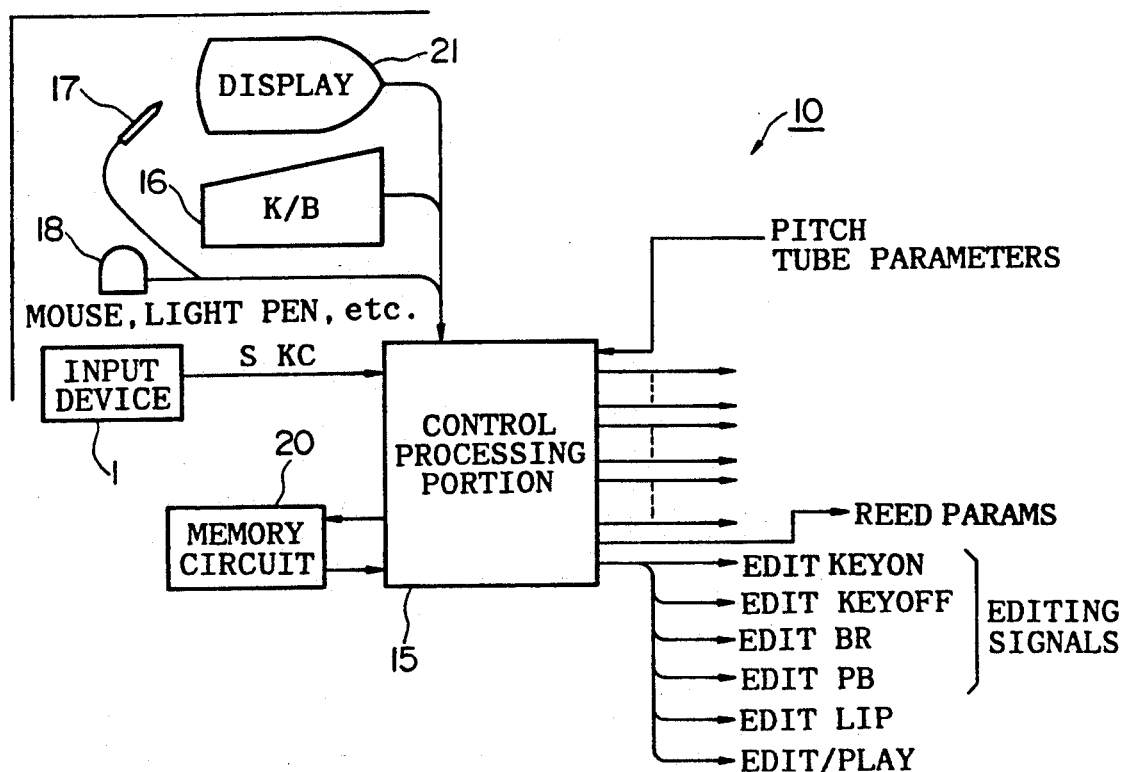 21
DISPLAY
17
10
16
K/B
18
PITCH
TUBE PARAMETERS
MOUSE, LIGHT PEN, etc.
S KC
INPUT
DEVICE
1
CONTROL
PROCESSING
PORTION
20
MEMORY
CIRCUIT
15
REED PARAMS
EDIT KEYON
EDIT KEYOFF
EDIT BR
EDIT PB
EDITING
SIGNALS
EDIT LIP
EDIT/PLAY